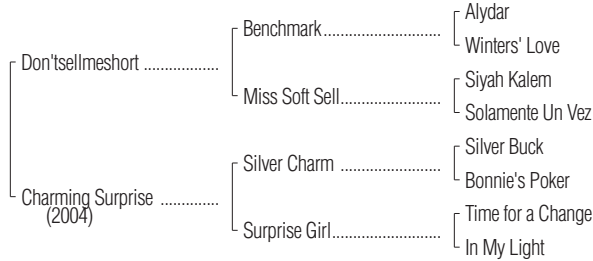 Alydar
Benchmark........................
Winters' Love
Don'tsellmeshort ...............
Siyah Kalem
Miss Soft Sell.....................
Solamente Un Vez
Silver Buck
Silver Charm .....................
Bonnie's Poker
Charming Surprise ............
(2004)
Time for a Change
Surprise Girl.......................
In My Light